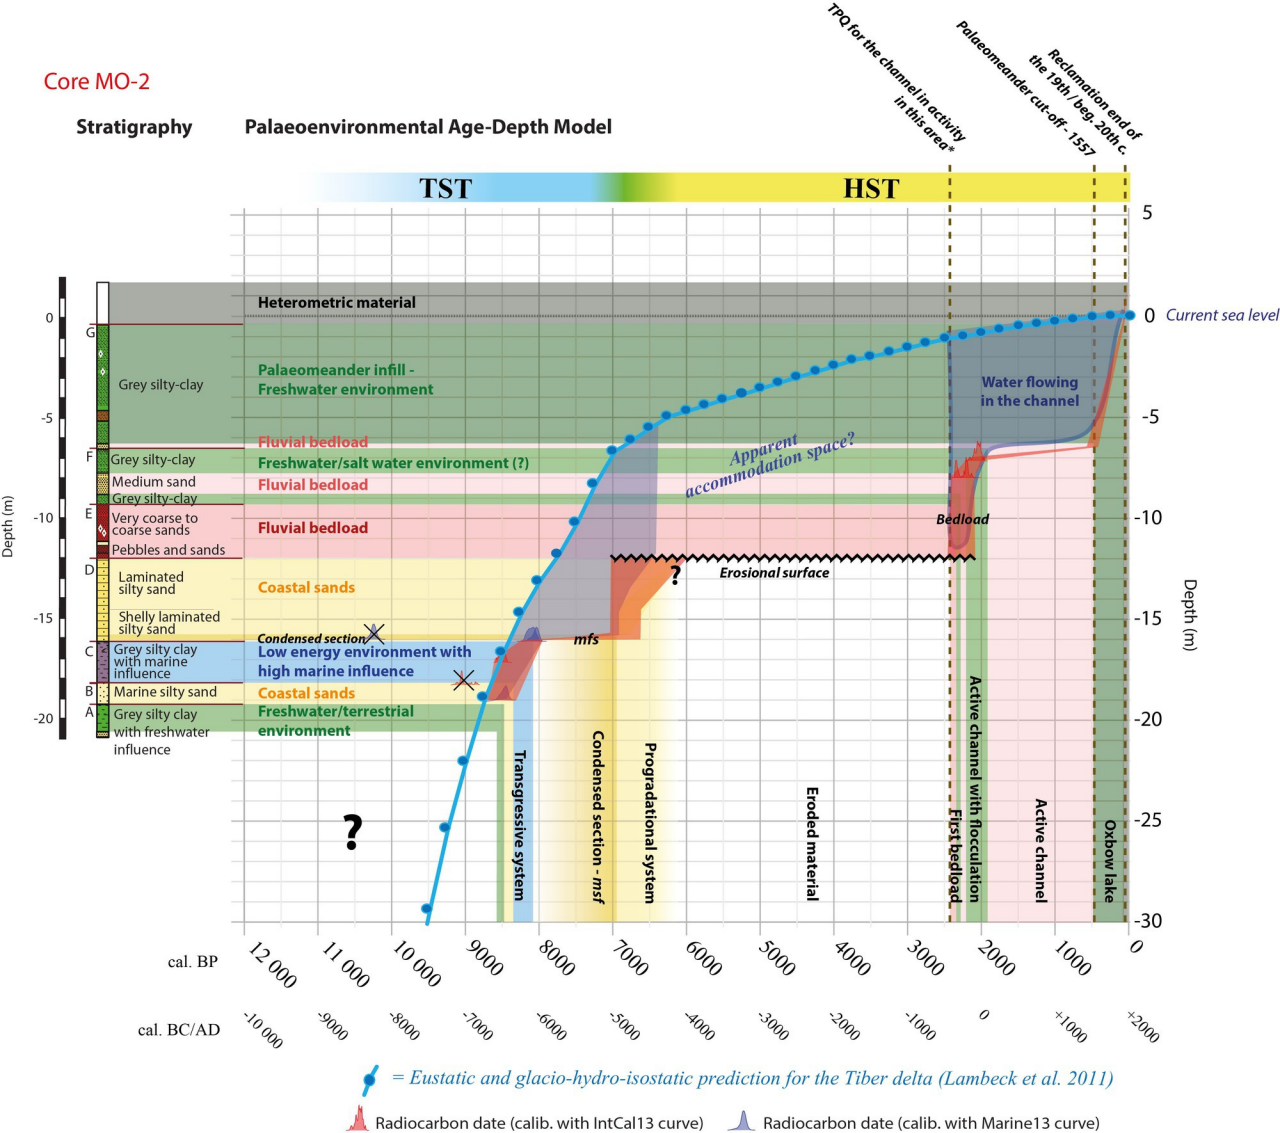 Core MO-2
Stratigraphy
Palaeoenvironmental Age-Depth Model
TPQ for the channel in activity
in this area*
Palaeomeander cut-off - 1557
Reclamation end of
the 19th / beg. 20th c.
TST
HST
5
0
-5
-10
-15
-20
-25
-30
Current sea level
Depth (m)
0
-5
-10
-15
-20
Depth (m)
G
F
E
D
C
B
A
Grey silty-clay
Grey silty-clay
Medium sand
Grey silty-clay
Very coarse to
coarse sands
Pebbles and sands
Laminated
silty sand
Shelly laminated
silty sand
Grey silty clay
with marine
influence
Marine silty sand
Grey silty clay
with freshwater
influence
Heterometric material
Palaeomeander infill -
Freshwater environment
Fluvial bedload
Freshwater/salt water environment (?)
Fluvial bedload
Fluvial bedload
Coastal sands
Condensed section
Low energy environment with
high marine influence
Coastal sands
Freshwater/terrestrial
environment
Water flowing
in the channel
Apparent
accommodation space?
Bedload
Erosional surface
?
mfs
?
Transgressive system
Condensed section - msf
Progradational system
Eroded material
First bedload
Active channel with flocculation
Active channel
Oxbow lake
cal. BP
12 000
11 000
10 000
9000
8000
7000
6000
5000
4000
3000
2000
1000
0
cal. BC/AD
-10 000
-9000
-8000
-7000
-6000
-5000
-4000
-3000
-2000
-1000
0
+1000
+2000
= Eustatic and glacio-hydro-isostatic prediction for the Tiber delta (Lambeck et al. 2011)
Radiocarbon date (calib. with IntCal13 curve)
Radiocarbon date (calib. with Marine13 curve)